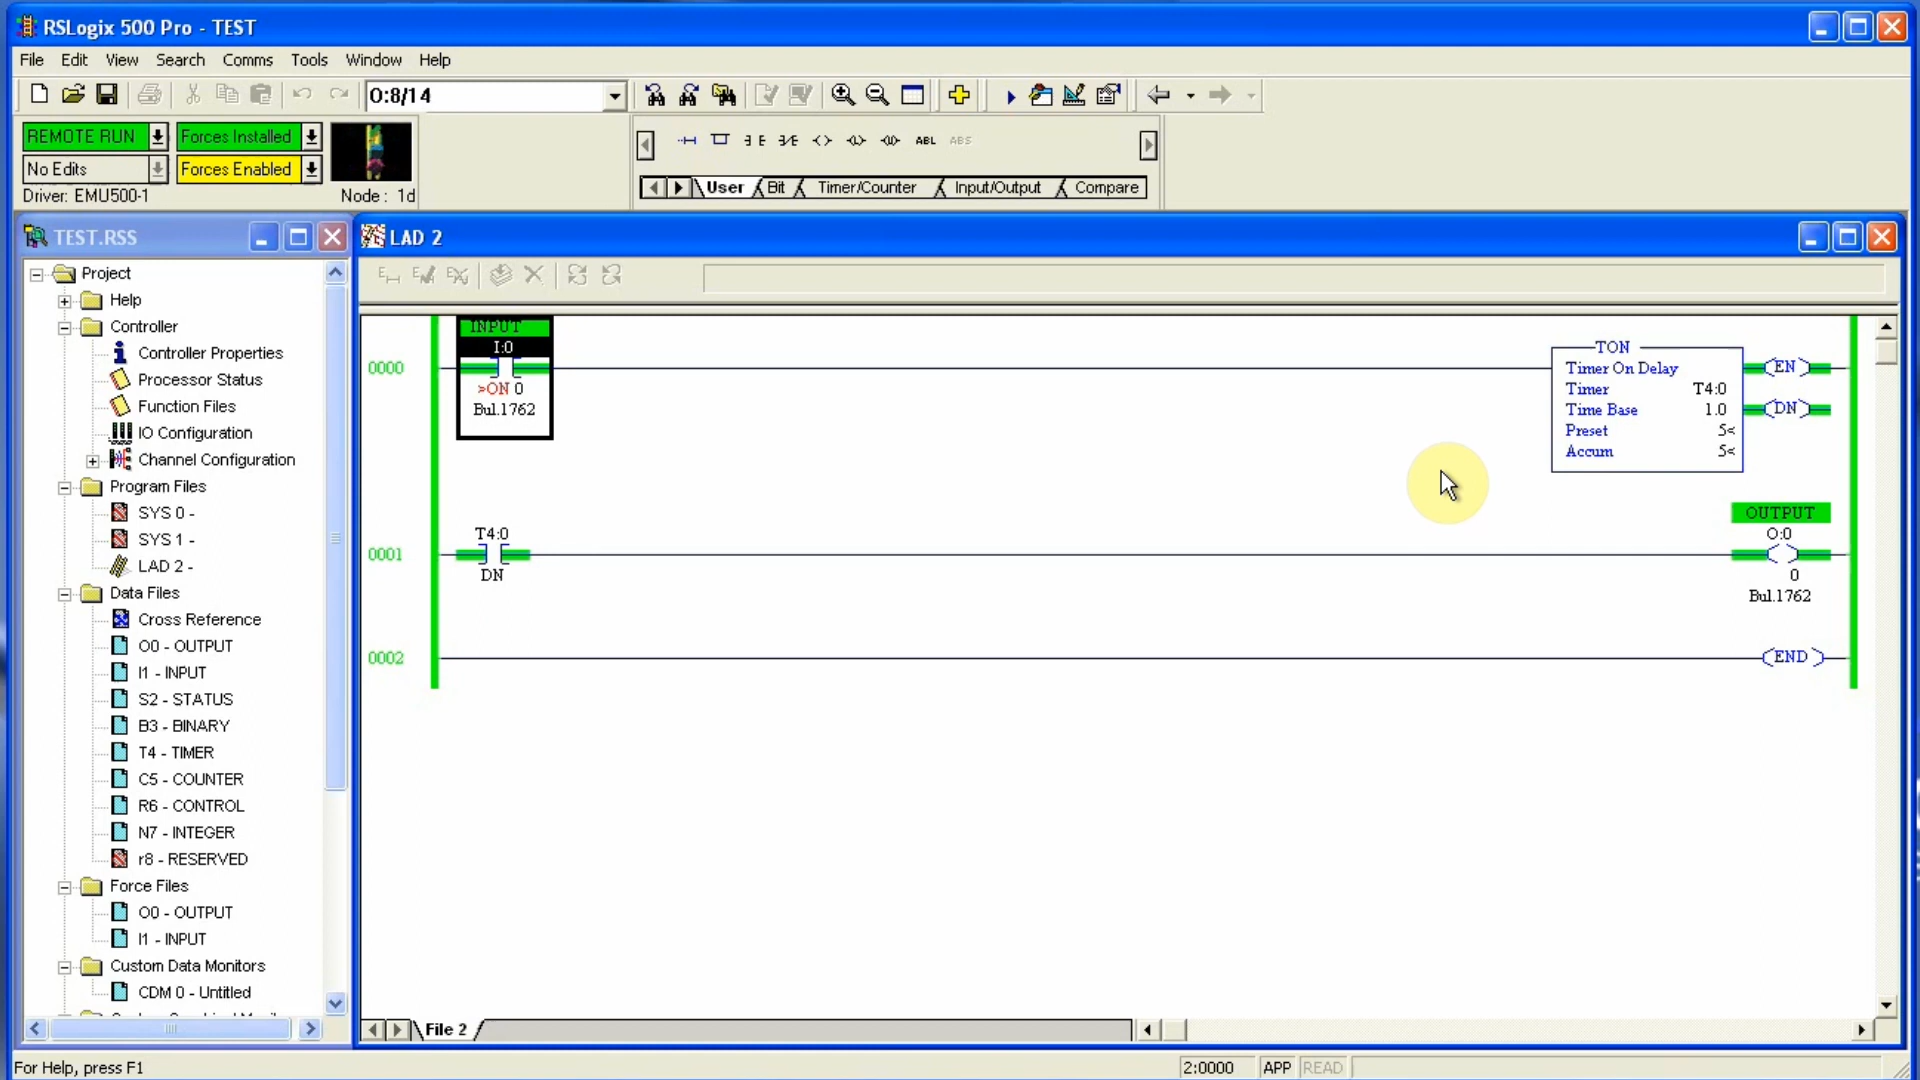 RSLogix 500 Pro - TEST
File Edit View Search Comms Tools Window Help
O:8/14
REMOTE RUN Forces Installed
No Edits Forces Enabled
Driver: EMU500-1 Node : 1d
ABL ABS
User Bit Timer/Counter Input/Output Compare
TEST.RSS
Project
Help
Controller
Controller Properties
Processor Status
Function Files
IO Configuration
Channel Configuration
Program Files
SYS 0 -
SYS 1 -
LAD 2 -
Data Files
Cross Reference
O0 - OUTPUT
I1 - INPUT
S2 - STATUS
B3 - BINARY
T4 - TIMER
C5 - COUNTER
R6 - CONTROL
N7 - INTEGER
r8 - RESERVED
Force Files
O0 - OUTPUT
I1 - INPUT
Custom Data Monitors
CDM 0 - Untitled
LAD 2
INPUT
I:0
0000
>ON 0
Bul.1762
TON
Timer On Delay
Timer T4:0
Time Base 1.0
Preset 5<
Accum 5<
EN
DN
OUTPUT
T4:0
O:0
0001
DN
0
Bul.1762
0002
END
File 2
For Help, press F1
2:0000 APP READ